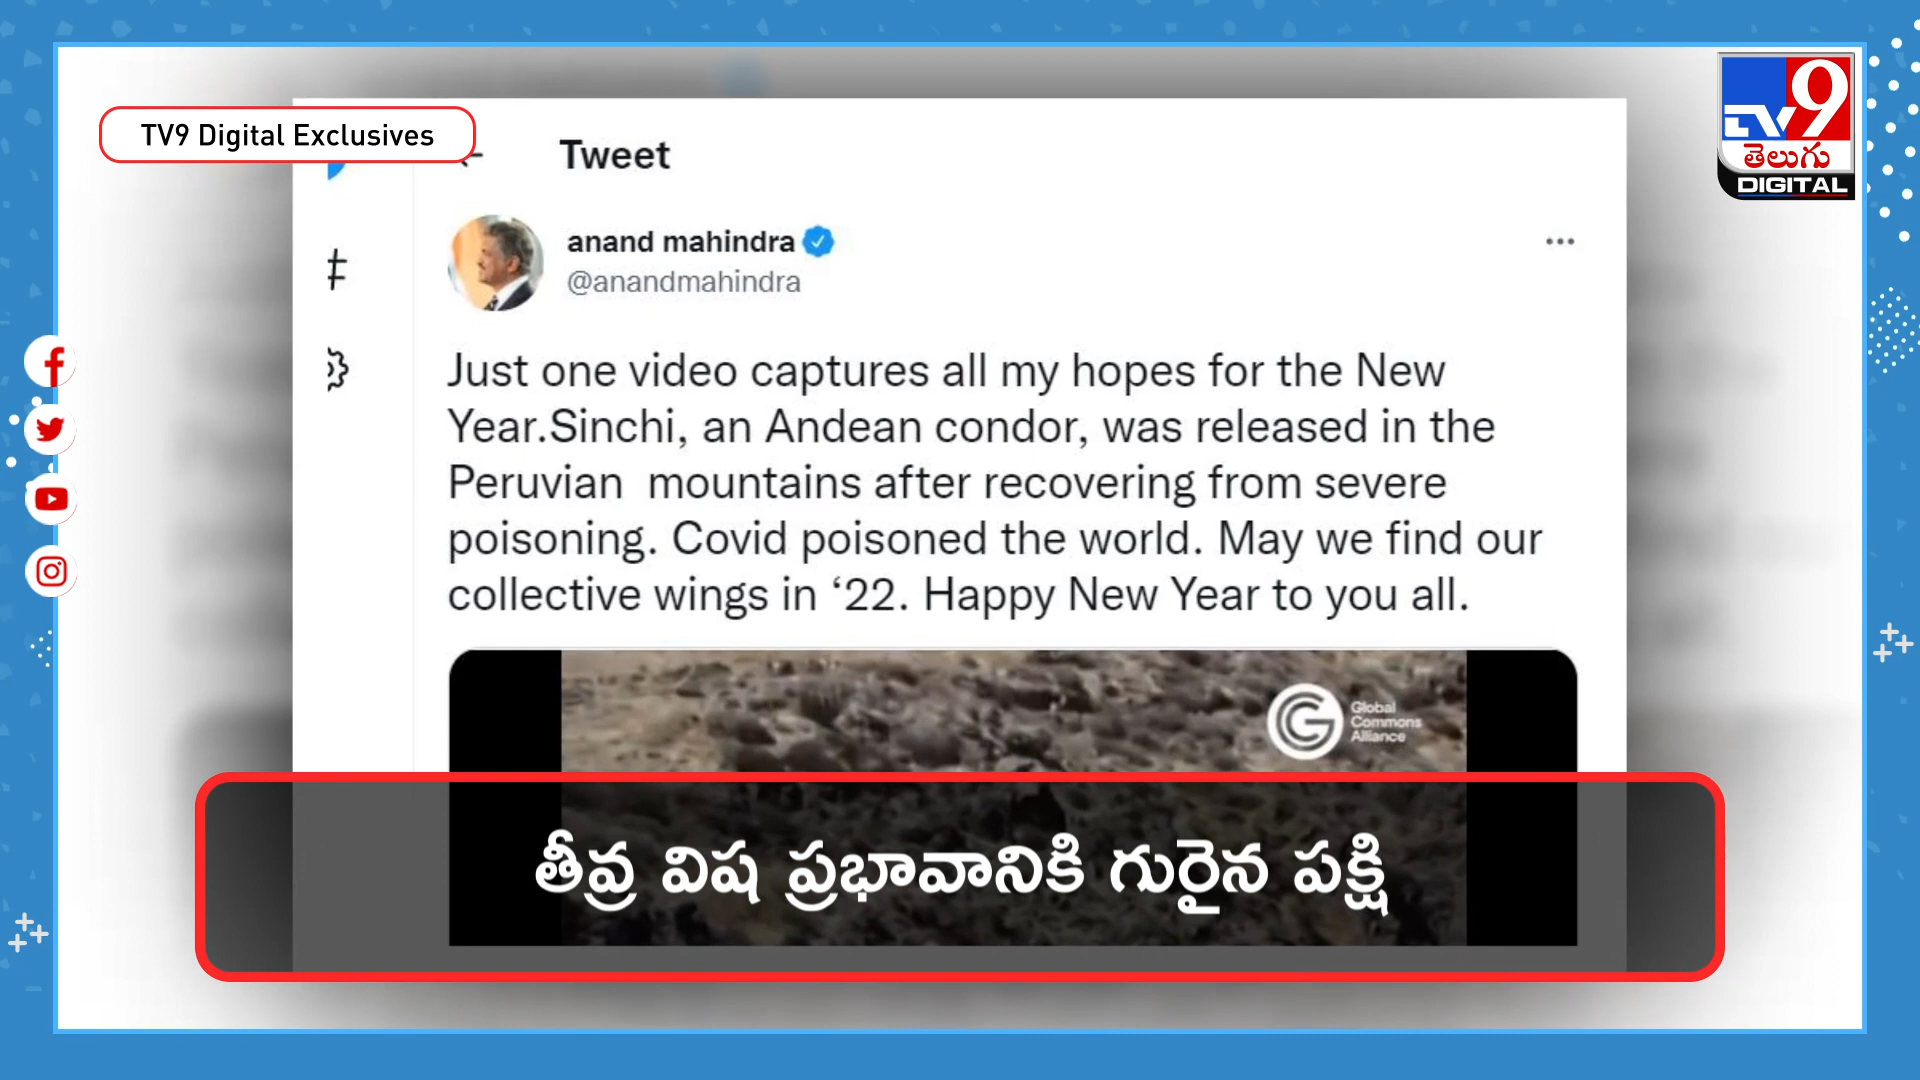 TV9 Digital Exclusives
TV9
తెలుగు
DIGITAL
Tweet
anand mahindra
@anandmahindra
Just one video captures all my hopes for the New
Year.Sinchi, an Andean condor, was released in the
Peruvian mountains after recovering from severe
poisoning. Covid poisoned the world. May we find our
collective wings in ‘22. Happy New Year to you all.
Global
Commons
Alliance
తీవ్ర విష ప్రభావానికి గురైన పక్షి